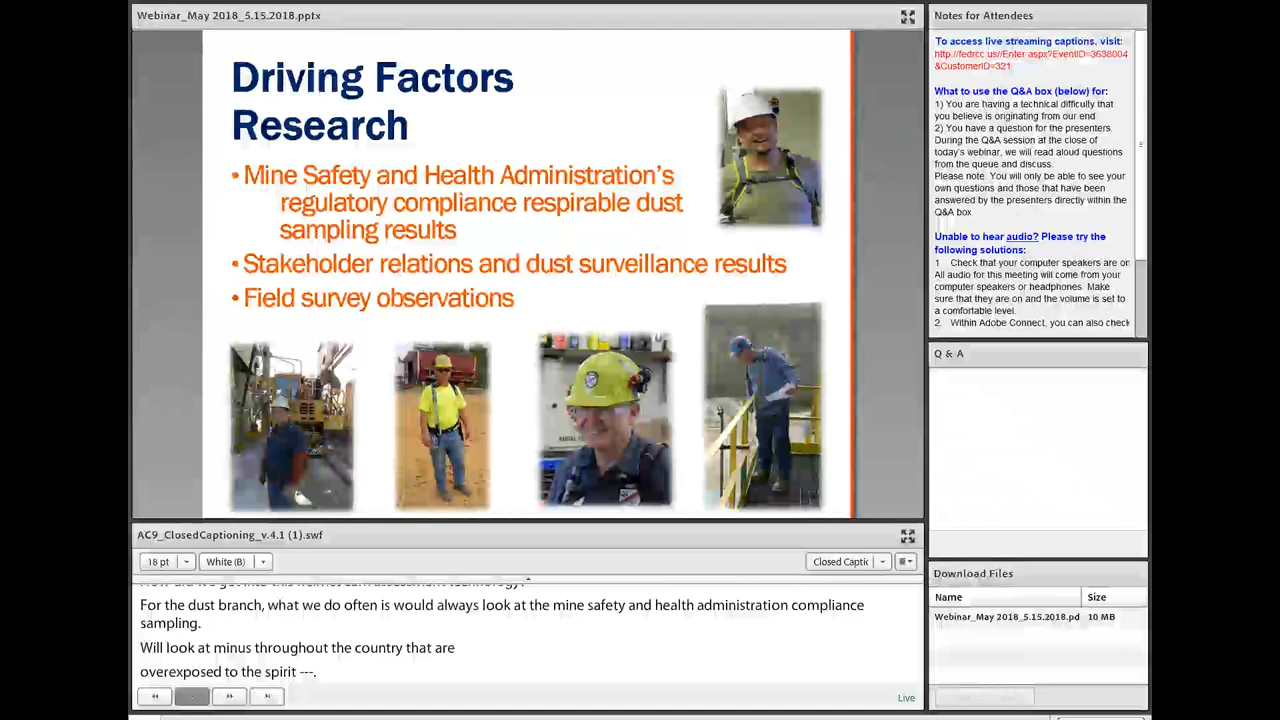 Webinar_May 2018_5.15.2018.pptx
Driving Factors
Research
• Mine Safety and Health Administration's
regulatory compliance respirable dust
sampling results
• Stakeholder relations and dust surveillance results
• Field survey observations
AC9_ClosedCaptioning_v.4.1 (1).swf
18 pt
White (B)
Closed Captic
For the dust branch, what we do often is would always look at the mine safety and health administration compliance
sampling.
Will look at minus throughout the country that are
overexposed to the spirit ---.
Live
Notes for Attendees
To access live streaming captions, visit:
http://fedrcc.us//Enter.aspx?EventID=3638004
&CustomerID=321
What to use the Q&A box (below) for:
1) You are having a technical difficulty that
you believe is originating from our end
2) You have a question for the presenters.
During the Q&A session at the close of
today's webinar, we will read aloud questions
from the queue and discuss.
Please note: You will only be able to see your
own questions and those that have been
answered by the presenters directly within the
Q&A box
Unable to hear audio? Please try the
following solutions:
1. Check that your computer speakers are on
All audio for this meeting will come from your
computer speakers or headphones. Make
sure that they are on and the volume is set to
a comfortable level.
2. Within Adobe Connect, you can also check
Q & A
Download Files
Name Size
Webinar_May 2018_5.15.2018.pd 10 MB